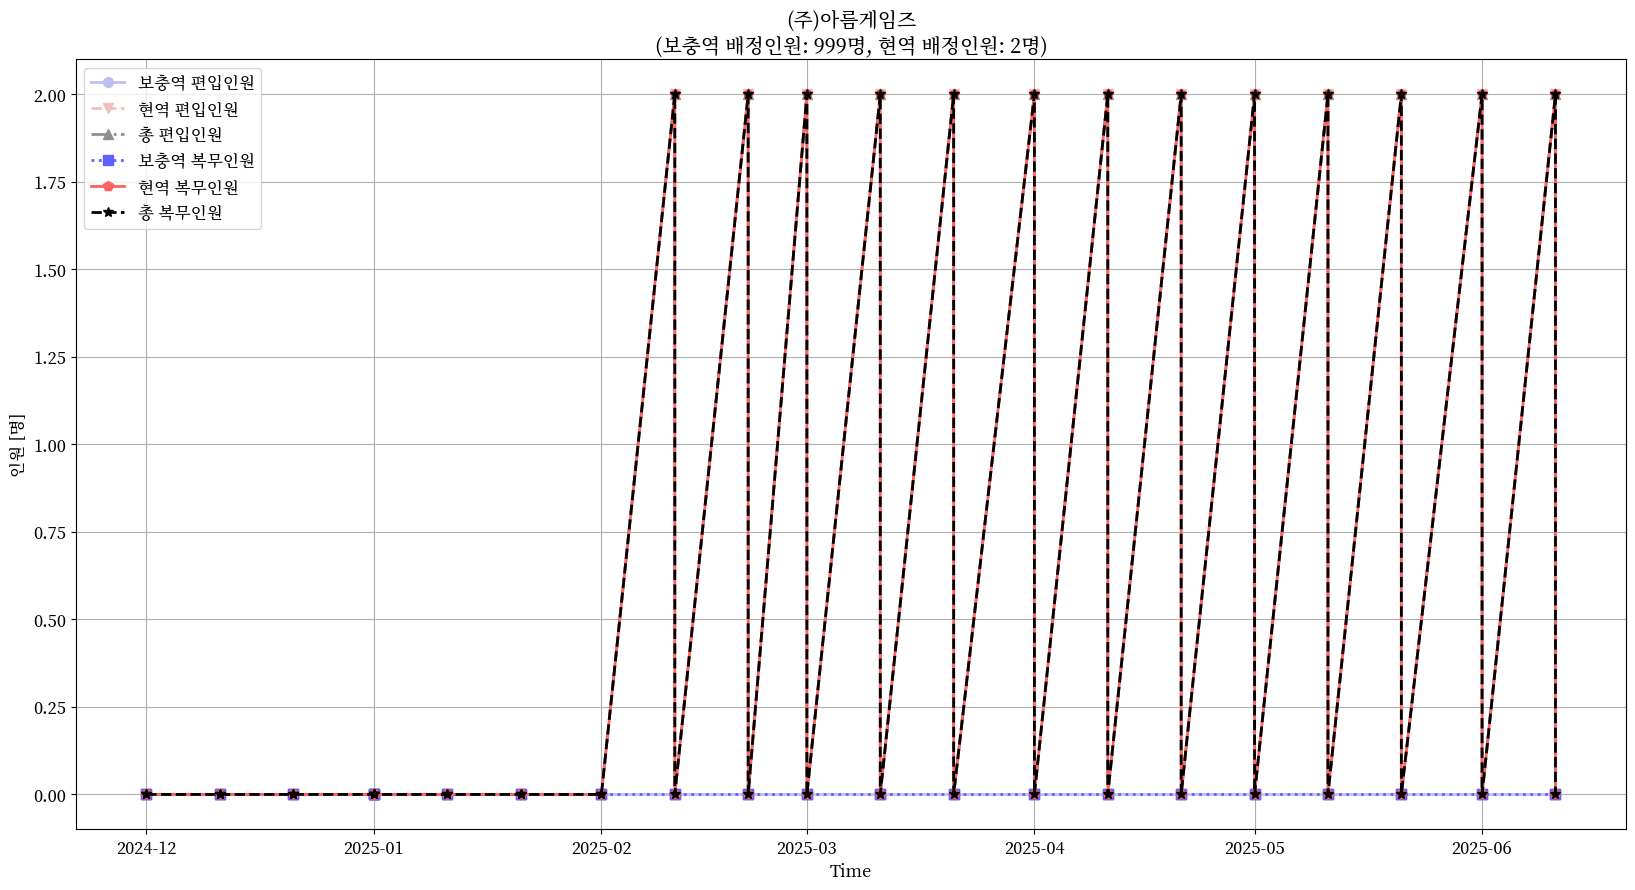 (주)아름게임즈
(보충역 배정인원: 999명, 현역 배정인원: 2명)
보충역 편입인원
현역 편입인원
총 편입인원
보충역 복무인원
현역 복무인원
총 복무인원
2.00
1.75
1.50
1.25
1.00
0.75
0.50
0.25
0.00
인원 [명]
2024-12 2025-01 2025-02 2025-03 2025-04 2025-05 2025-06
Time